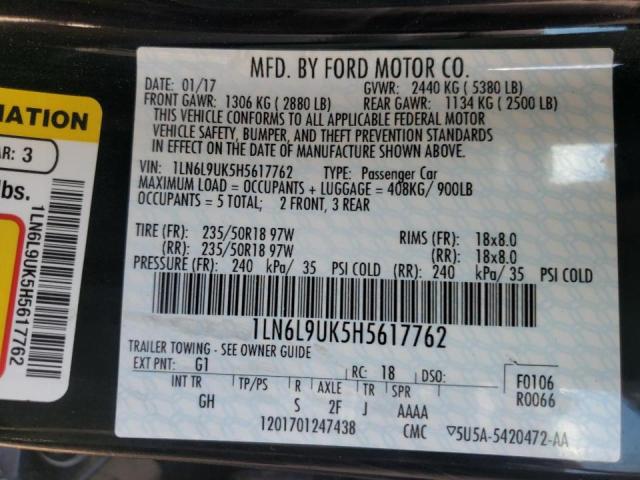 MFD. BY FORD MOTOR CO.
DATE: 01/17 GVWR: 2440 KG ( 5380 LB)
FRONT GAWR: 1306 KG ( 2880 LB) REAR GAWR: 1134 KG ( 2500 LB)
THIS VEHICLE CONFORMS TO ALL APPLICABLE FEDERAL MOTOR
VEHICLE SAFETY, BUMPER, AND THEFT PREVENTION STANDARDS
IN EFFECT ON THE DATE OF MANUFACTURE SHOWN ABOVE.
VIN: 1LN6L9UK5H5617762 TYPE: Passenger Car
MAXIMUM LOAD = OCCUPANTS + LUGGAGE = 408KG/ 900LB
OCCUPANTS = 5 TOTAL; 2 FRONT, 3 REAR
TIRE (FR): 235/50R18 97W RIMS (FR): 18x8.0
(RR): 235/50R18 97W (RR): 18x8.0
PRESSURE (FR): 240 kPa/ 35 PSI COLD (RR): 240 kPa/ 35 PSI COLD
1LN6L9UK5H5617762
TRAILER TOWING - SEE OWNER GUIDE
EXT PNT: G1 RC: 18 DSO:
F0106
R0066
INT TR TP/PS R AXLE TR SPR
GH S 2F J AAAA
1201701247438 CMC ▽5U5A-5420472-AA
MATION
AR: 3
lbs.
1LN6L9UK5H5617762